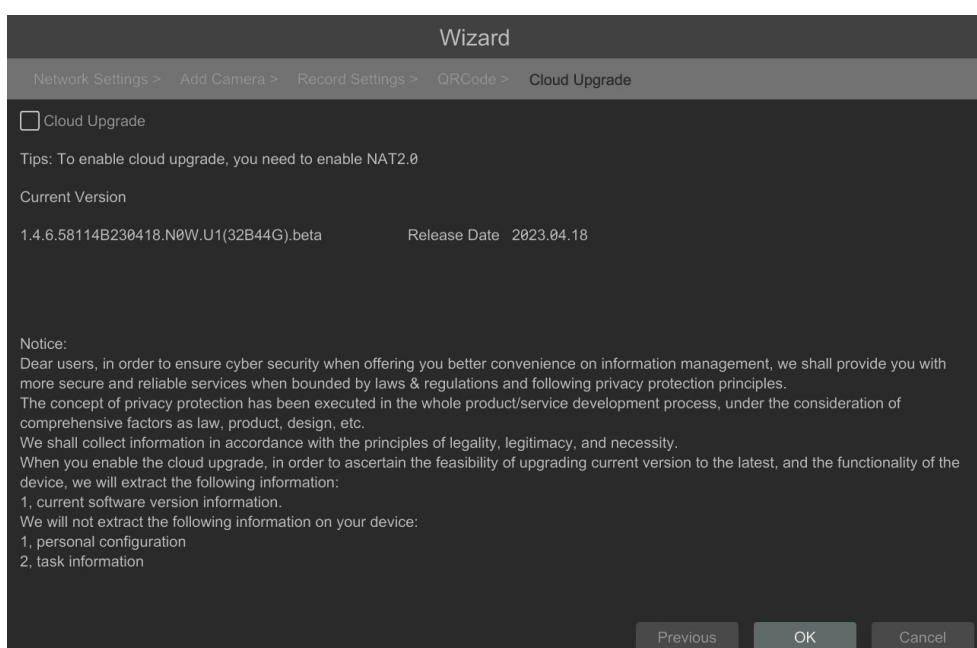 Wizard
Network Settings > Add Camera > Record Settings > QRCode > Cloud Upgrade
Cloud Upgrade
Tips: To enable cloud upgrade, you need to enable NAT2.0
Current Version
1.4.6.58114B230418.N0W.U1(32B44G).beta Release Date 2023.04.18
Notice:
Dear users, in order to ensure cyber security when offering you better convenience on information management, we shall provide you with
more secure and reliable services when bounded by laws & regulations and following privacy protection principles.
The concept of privacy protection has been executed in the whole product/service development process, under the consideration of
comprehensive factors as law, product, design, etc.
We shall collect information in accordance with the principles of legality, legitimacy, and necessity.
When you enable the cloud upgrade, in order to ascertain the feasibility of upgrading current version to the latest, and the functionality of the
device, we will extract the following information:
1, current software version information.
We will not extract the following information on your device:
1, personal configuration
2, task information
Previous OK Cancel